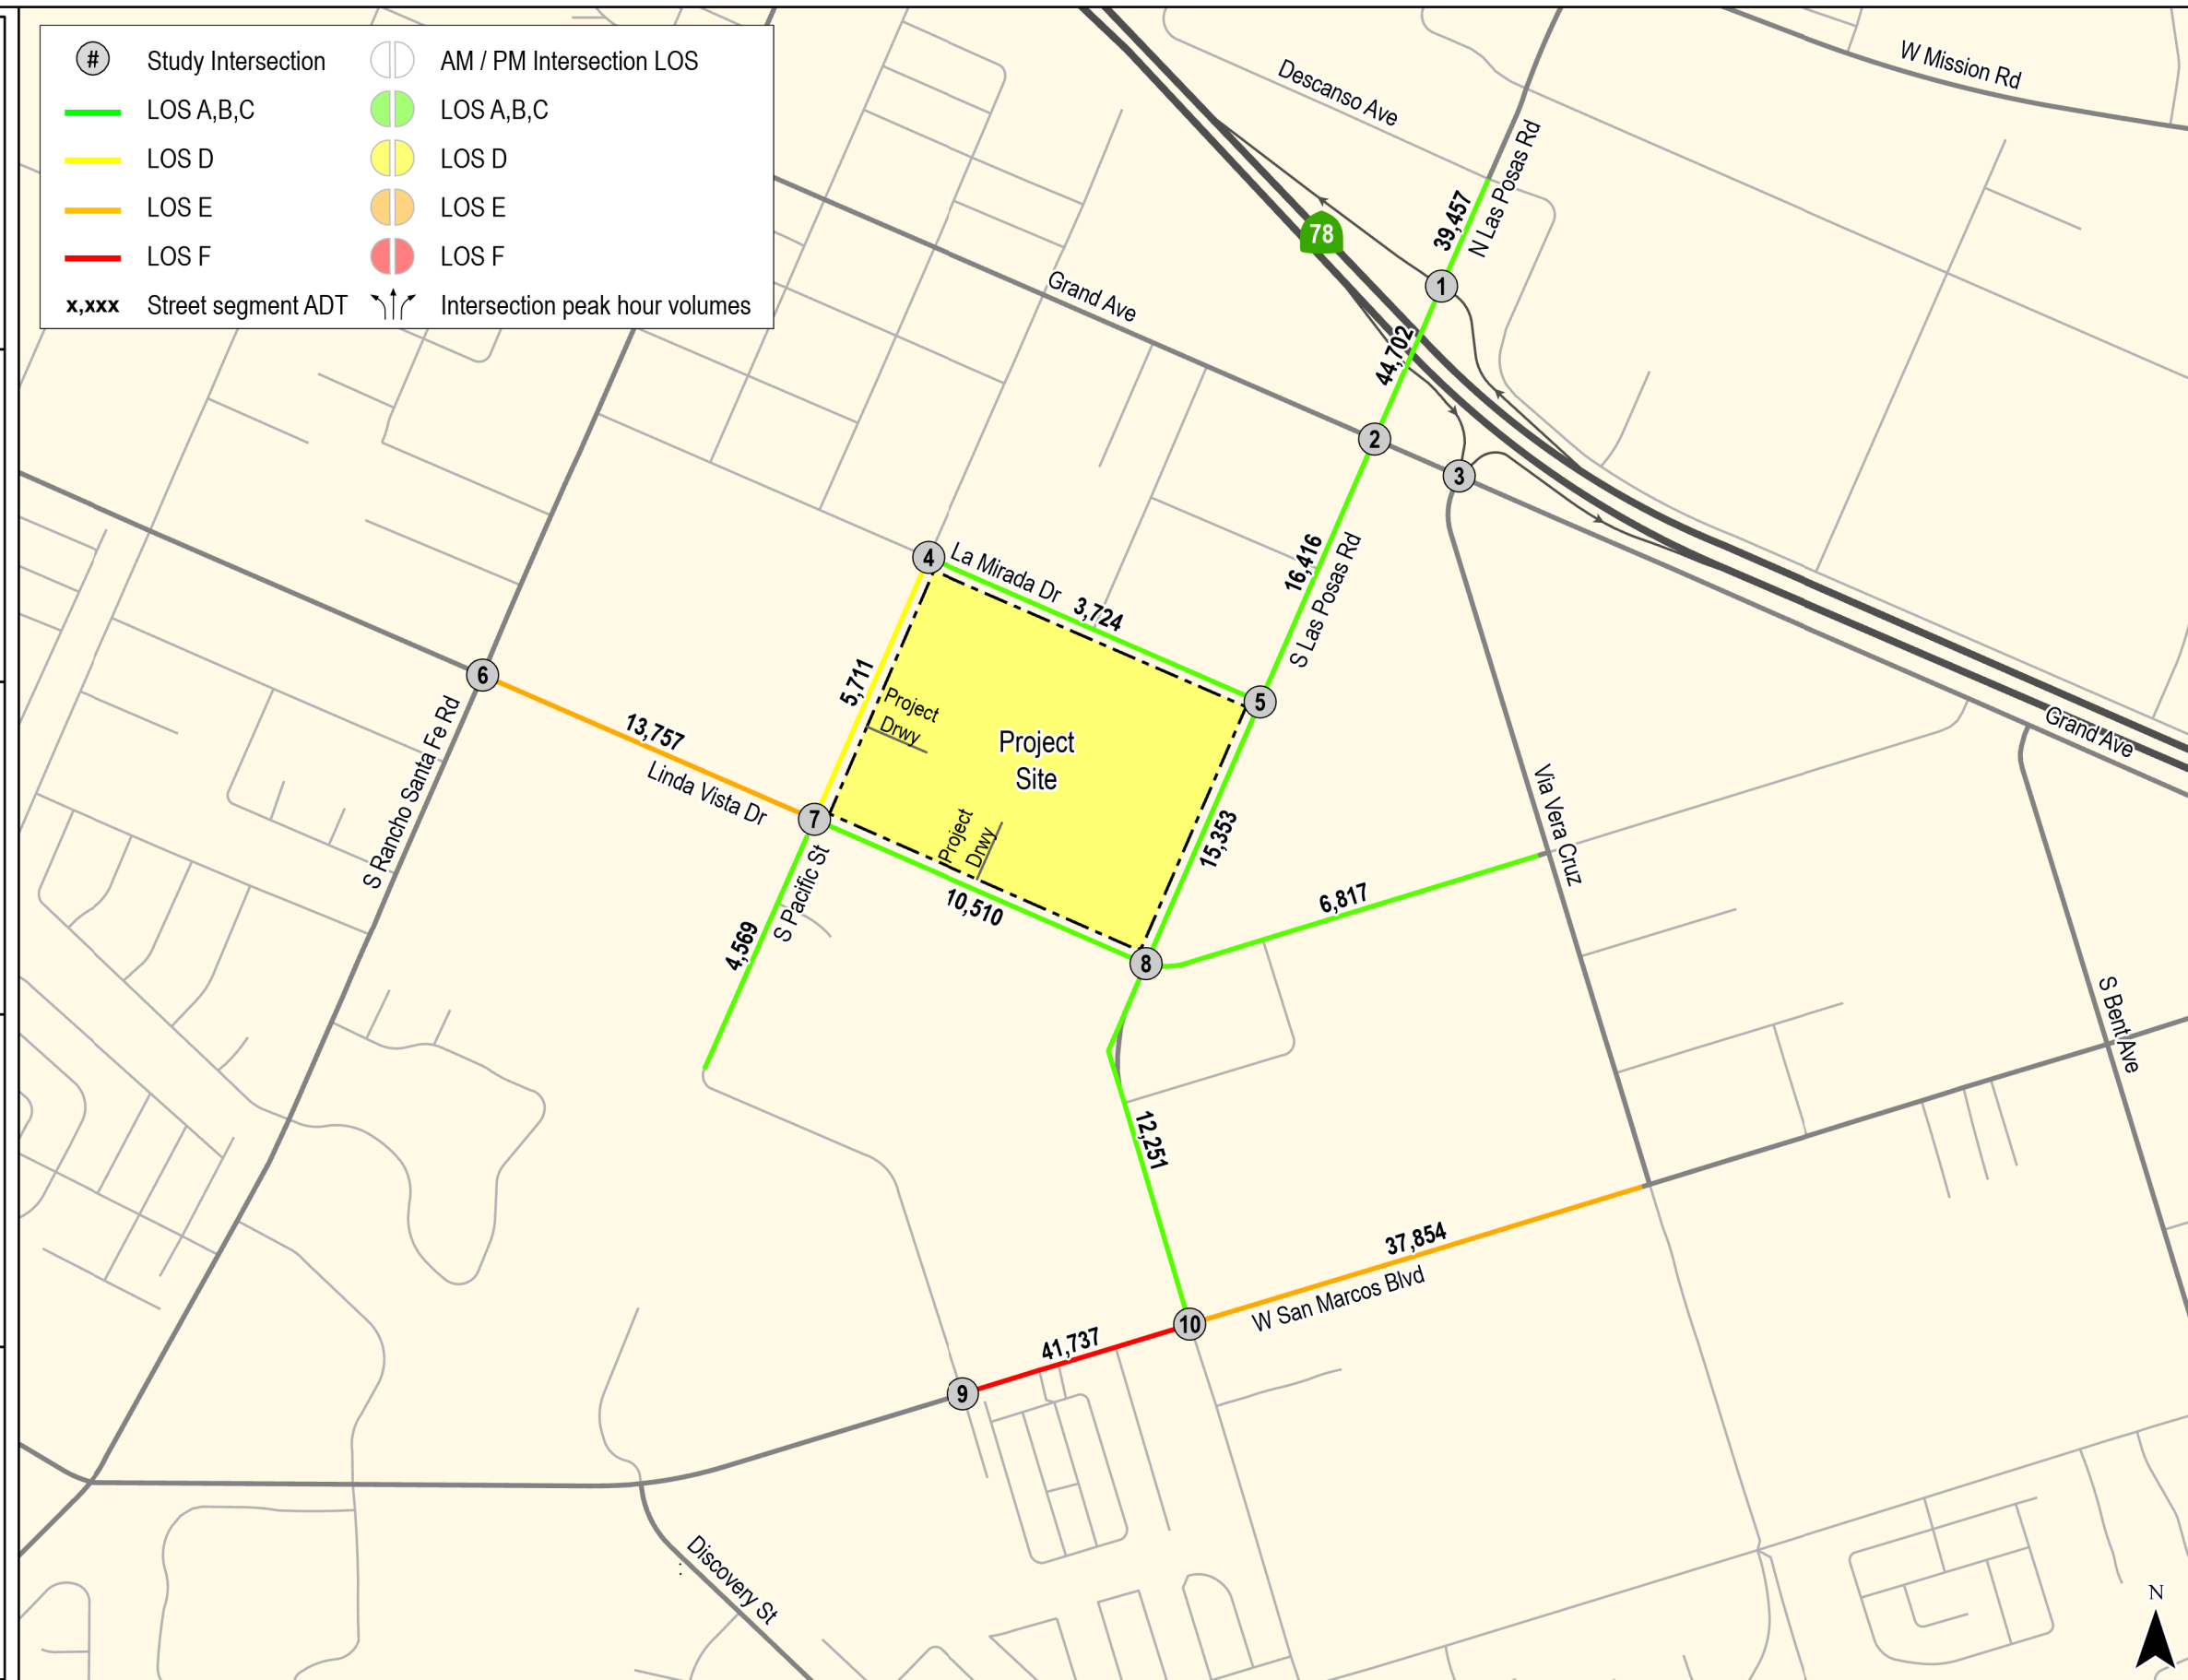 # Study Intersection AM / PM Intersection LOS
LOS A,B,C LOS A,B,C
LOS D LOS D
LOS E LOS E
LOS F LOS F
x,xxx Street segment ADT Intersection peak hour volumes
W Mission Rd
Descanso Ave
N Las Posas Rd
39,457
78
1
Grand Ave
44,702
2
3
16,416
S Las Posas Rd
4
La Mirada Dr
3,724
5
5,711
Project
Drwy
Project
Site
6
13,757
Linda Vista Dr
S Rancho Santa Fe Rd
7
Project
Drwy
15,353
Grand Ave
Via Vera Cruz
S Pacific St
10,510
6,817
4,569
8
S Bent Ave
12,251
37,854
W San Marcos Blvd
10
41,737
9
Discovery St
N